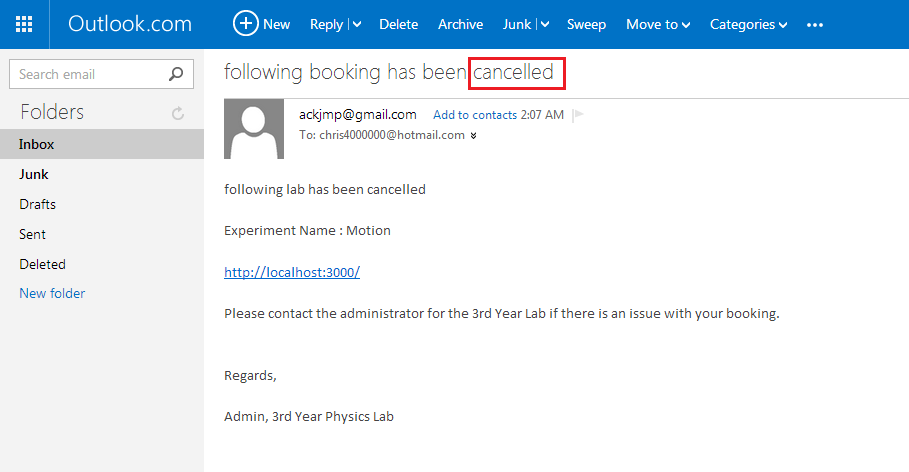 Outlook.com
New
Reply
Delete
Archive
Junk
Sweep
Move to
Categories
Search email
Folders
Inbox
Junk
Drafts
Sent
Deleted
New folder
following booking has been cancelled
ackjmp@gmail.com Add to contacts 2:07 AM
To: chris4000000@hotmail.com
following lab has been cancelled
Experiment Name : Motion
http://localhost:3000/
Please contact the administrator for the 3rd Year Lab if there is an issue with your booking.
Regards,
Admin, 3rd Year Physics Lab